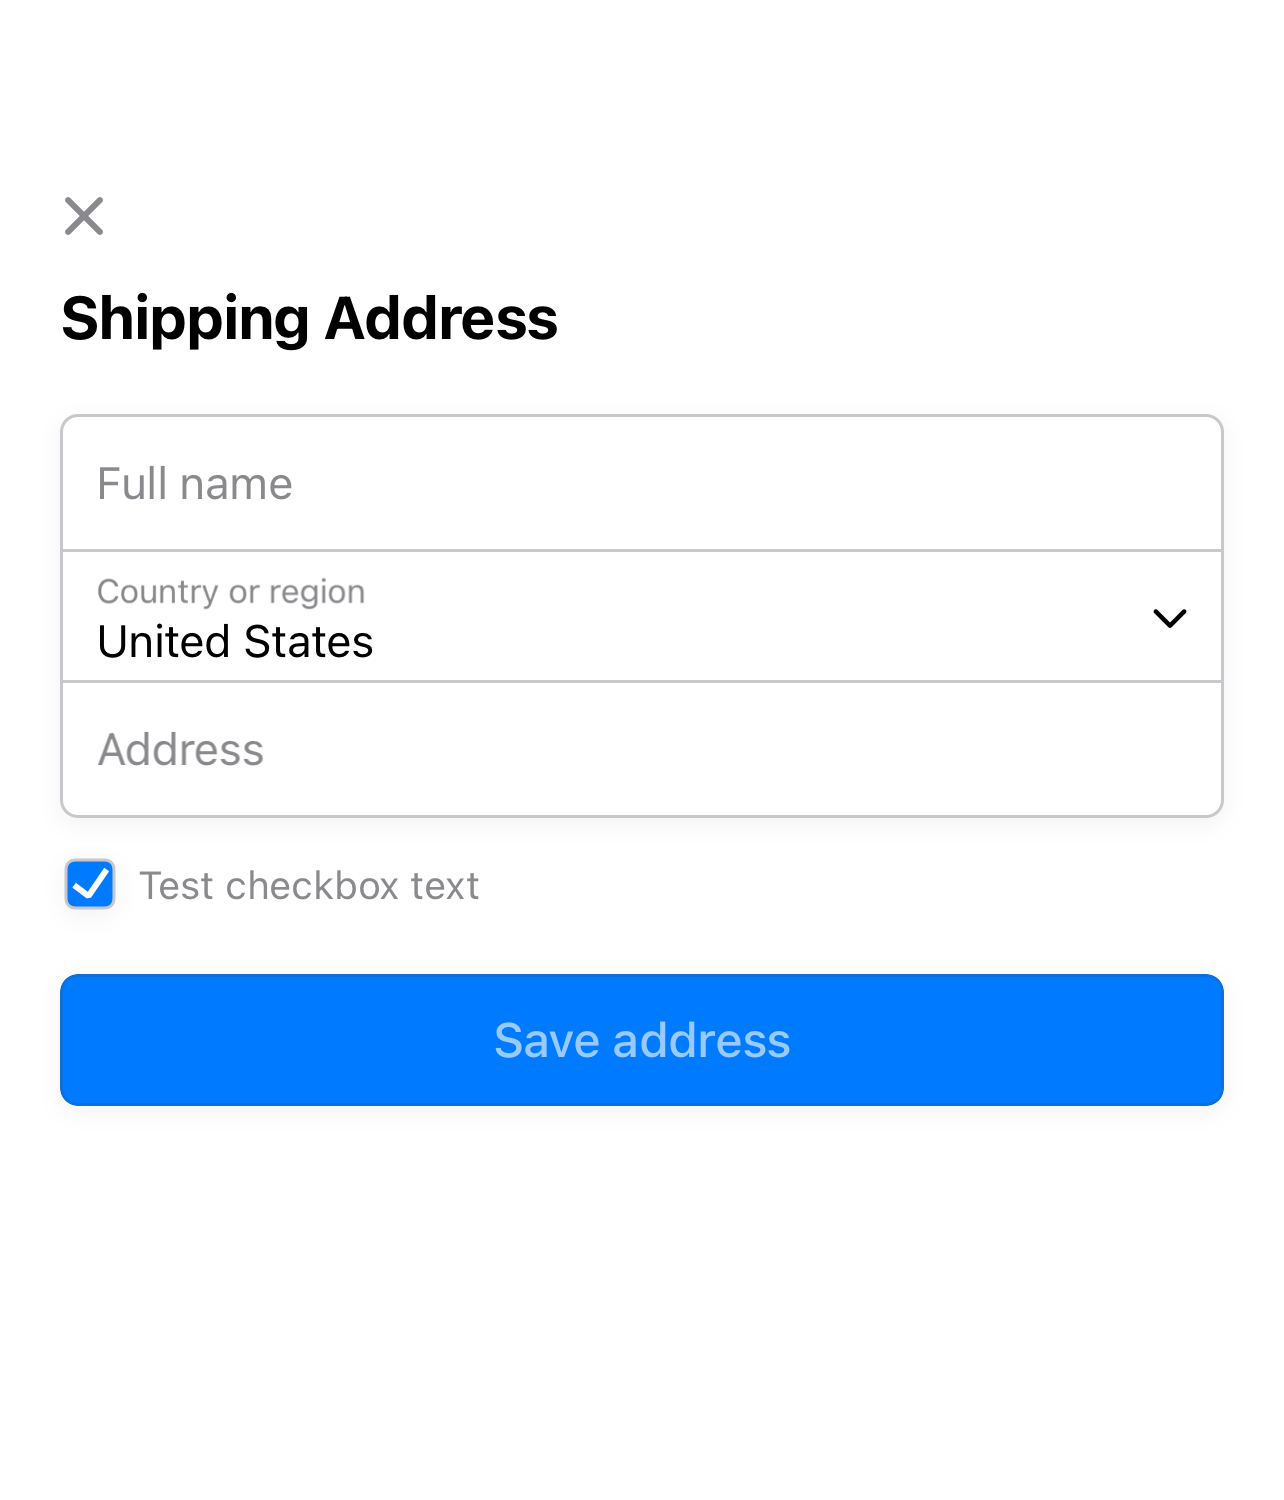 Shipping Address
Full name
Country or region
United States
Address
Test checkbox text
Save address